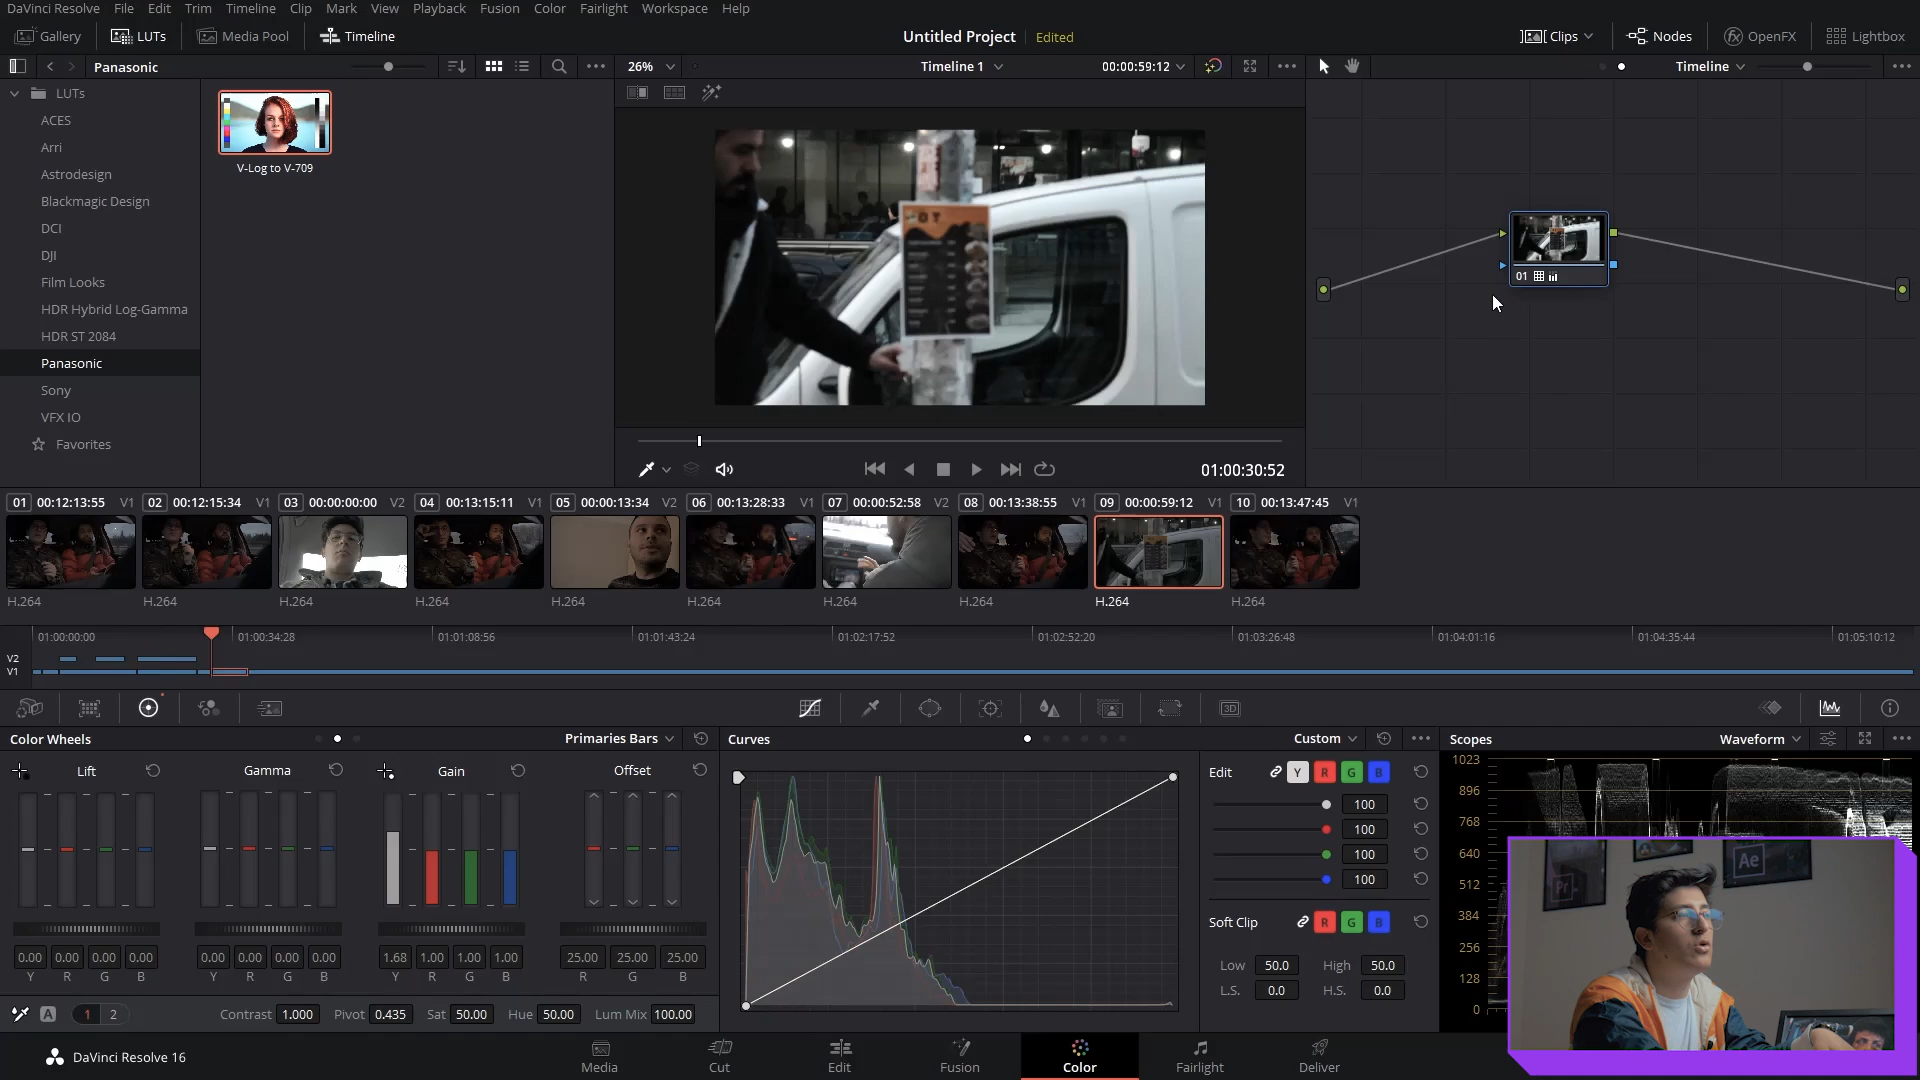 DaVinci Resolve File Edit Trim Timeline Clip Mark View Playback Fusion Color Fairlight Workspace Help
Gallery LUTs Media Pool Timeline Untitled Project Edited Clips Nodes fx OpenFX Lightbox
Panasonic 26% Timeline 1 00:00:59:12 Timeline
LUTs
ACES
Arri
Astrodesign
Blackmagic Design
DCI
DJI
Film Looks
HDR Hybrid Log-Gamma
HDR ST 2084
Panasonic
Sony
VFX IO
Favorites
V-Log to V-709
01
01:00:30:52
01 00:12:13:55 V1 02 00:12:15:34 V1 03 00:00:00:00 V2 04 00:13:15:11 V1 05 00:00:13:34 V2 06 00:13:28:33 V1 07 00:00:52:58 V2 08 00:13:38:55 V1 09 00:00:59:12 V1 10 00:13:47:45 V1
H.264 H.264 H.264 H.264 H.264 H.264 H.264 H.264 H.264 H.264
01:00:00:00 01:00:34:28 01:01:08:56 01:01:43:24 01:02:17:52 01:02:52:20 01:03:26:48 01:04:01:16 01:04:35:44 01:05:10:12
V2
V1
3D
Color Wheels Primaries Bars Curves Custom Scopes Waveform
Lift Gamma Gain Offset
0.00 0.00 0.00 0.00 0.00 0.00 0.00 0.00 1.68 1.00 1.00 1.00 25.00 25.00 25.00
Y R G B Y R G B Y R G B R G B
A 1 2 Contrast 1.000 Pivot 0.435 Sat 50.00 Hue 50.00 Lum Mix 100.00
Edit Y R G B
100
100
100
100
Soft Clip R G B
Low 50.0 High 50.0
L.S. 0.0 H.S. 0.0
1023
896
768
640
512
384
256
128
0
Pr
Ae
DaVinci Resolve 16 Media Cut Edit Fusion Color Fairlight Deliver